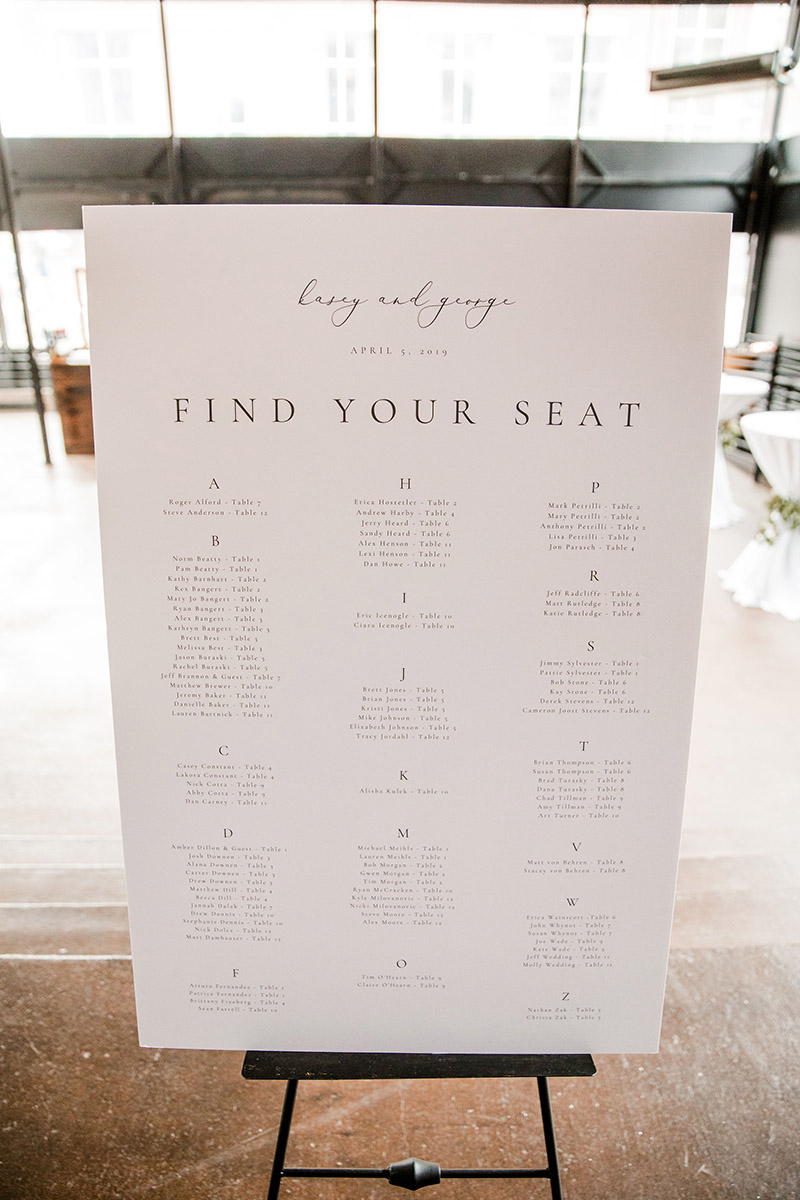 kasey and george
APRIL 5, 2019
FIND YOUR SEAT
A
Roger Alford - Table 7
Steve Anderson - Table 12
B
Norm Beatty - Table 1
Pam Beatty - Table 1
Kathy Barnhart - Table 2
Rex Bangert - Table 2
Mary Jo Bangert - Table 2
Ryan Bangert - Table 3
Alex Bangert - Table 3
Kathryn Bangert - Table 3
Brett Best - Table 3
Melissa Best - Table 3
Jason Buraski - Table 5
Rachel Buraski - Table 5
Jeff Brannon & Guest - Table 7
Matthew Brewer - Table 10
Jeremy Baker - Table 11
Danielle Baker - Table 11
Lauren Burtnick - Table 11
C
Casey Constant - Table 4
Lakota Constant - Table 4
Nick Cotta - Table 9
Abby Cotta - Table 9
Dan Carney - Table 11
D
Amber Dillon & Guest - Table 1
Josh Downen - Table 3
Alana Downen - Table 3
Carter Downen - Table 3
Drew Downen - Table 3
Matthew Dill - Table 4
Becca Dill - Table 4
Jannah Dalak - Table 7
Drew Dennis - Table 10
Stephanie Dennis - Table 10
Nick Dolce - Table 12
Matt Damhauser - Table 12
F
Arturo Fernandez - Table 1
Patrice Fernandez - Table 1
Brittany Freeberg - Table 4
Sean Farrell - Table 10
H
Erica Hostetler - Table 2
Andrew Harby - Table 4
Jerry Heard - Table 6
Sandy Heard - Table 6
Alex Henson - Table 11
Lexi Henson - Table 11
Dan Howe - Table 11
I
Eric Icenogle - Table 10
Ciara Icenogle - Table 10
J
Brett Jones - Table 5
Brian Jones - Table 5
Kristi Jones - Table 5
Mike Johnson - Table 5
Elizabeth Johnson - Table 5
Tracy Jordahl - Table 12
K
Alisha Kulek - Table 10
M
Michael Meihls - Table 1
Lauren Meihls - Table 1
Bob Morgan - Table 2
Gwen Morgan - Table 2
Tim Morgan - Table 2
Ryan McCracken - Table 10
Kyla Milovanovic - Table 12
Nicki Milovanovic - Table 12
Steve Moore - Table 12
Alex Moore - Table 12
O
Tim O'Hearn - Table 9
Claire O'Hearn - Table 9
P
Mark Petrilli - Table 2
Mary Petrilli - Table 2
Anthony Petrilli - Table 2
Lisa Petrilli - Table 3
Jon Parasch - Table 4
R
Jeff Radcliffe - Table 6
Matt Rutledge - Table 8
Katie Rutledge - Table 8
S
Jimmy Sylvester - Table 1
Patric Sylvester - Table 1
Bob Stone - Table 6
Kay Stone - Table 6
Derek Stevens - Table 12
Cameron Joost Stevens - Table 12
T
Brian Thompson - Table 6
Susan Thompson - Table 6
Brad Turasky - Table 8
Dana Turasky - Table 8
Chad Tillman - Table 9
Amy Tillman - Table 9
Art Turner - Table 10
V
Matt von Behren - Table 8
Stacey von Behren - Table 8
W
Erica Wainscott - Table 6
John Whynot - Table 7
Susan Whynot - Table 7
Joe Wade - Table 9
Kate Wade - Table 9
Jeff Wedding - Table 11
Molly Wedding - Table 11
Z
Nathan Zak - Table 5
Chrissa Zak - Table 5